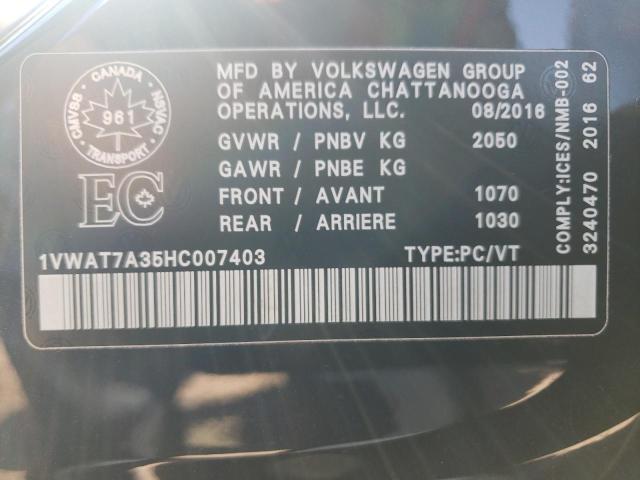 CANADA
CMVSS
NSVAC
961
TRANSPORT
EC
MFD BY VOLKSWAGEN GROUP
OF AMERICA CHATTANOOGA
OPERATIONS, LLC. 08/2016
GVWR / PNBV KG 2050
GAWR / PNBE KG
FRONT / AVANT 1070
REAR / ARRIERE 1030
1VWAT7A35HC007403 TYPE:PC/VT
COMPLY:ICES/NMB-002
3240470 2016 62